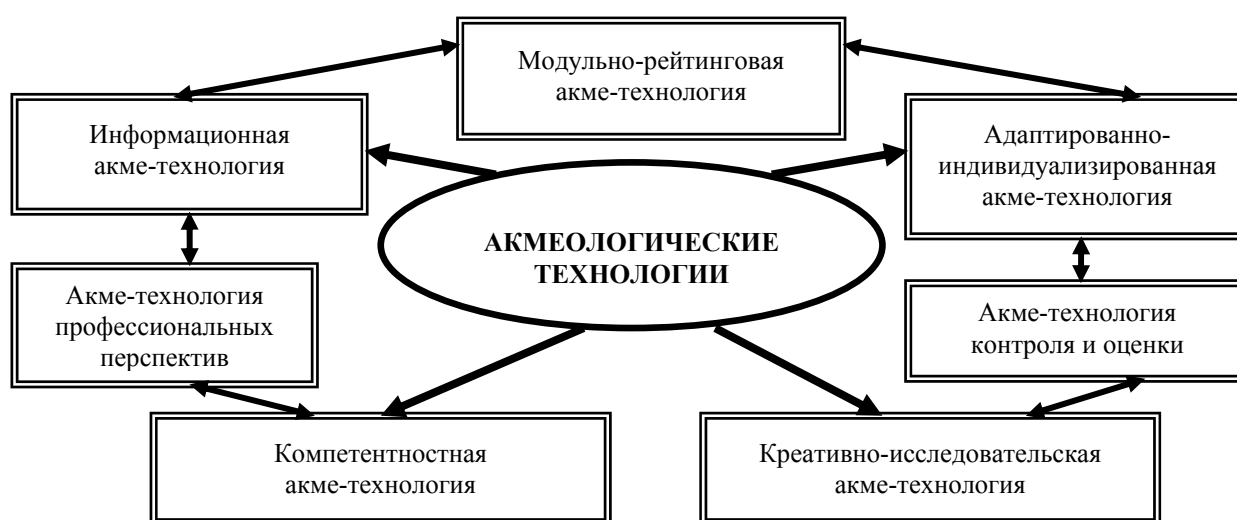 Модульно-рейтинговая
акме-технология
Информационная
акме-технология
Адаптированно-
индивидуализированная
акме-технология
АКМЕОЛОГИЧЕСКИЕ
ТЕХНОЛОГИИ
Акме-технология
профессиональных
перспектив
Акме-технология
контроля и оценки
Компетентностная
акме-технология
Креативно-исследовательская
акме-технология